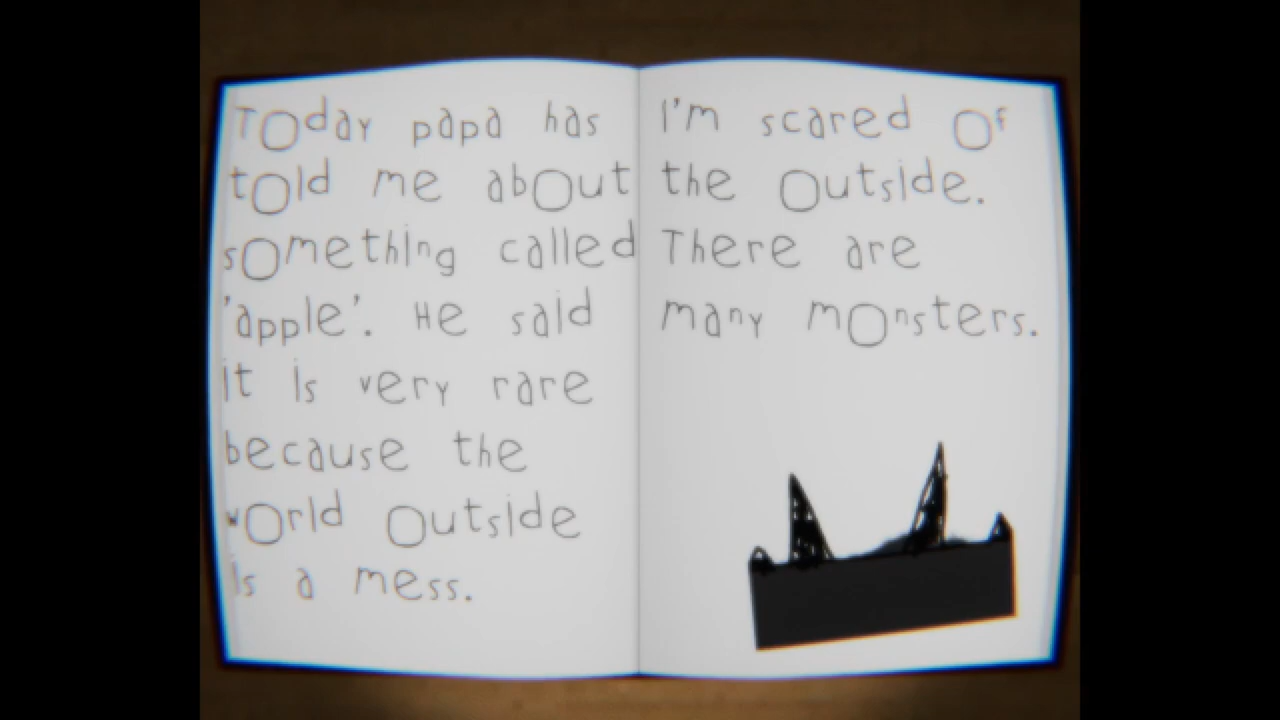 Today papa has
told me about
something called
'apple'. He said
it is very rare
because the
world outside
is a mess.
I'm scared of
the outside.
There are
many monsters.